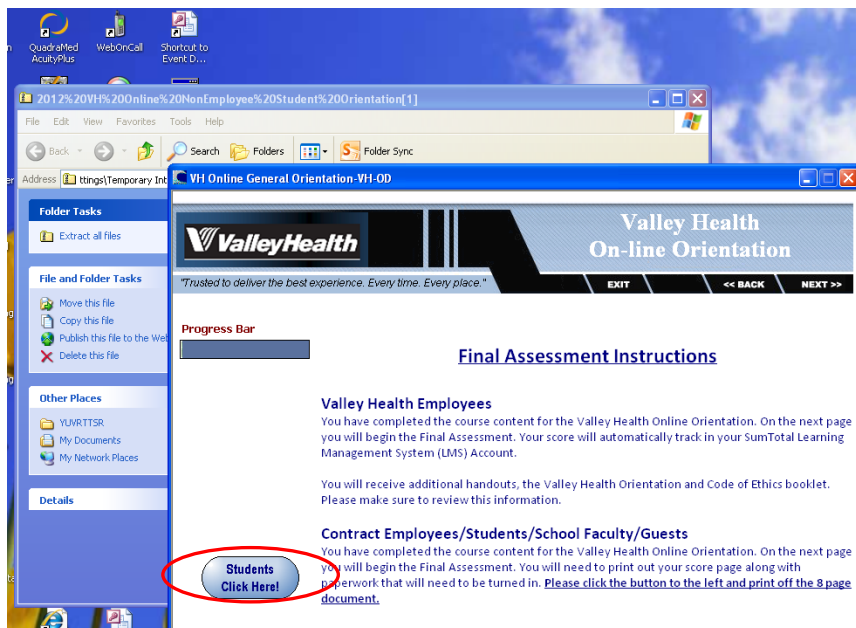 QuadraMed
AcuityPlus
WebOnCall
Shortcut to
Event D...
2012%20VH%20Online%20NonEmployee%20Student%20Orientation[1]
File Edit View Favorites Tools Help
Back Search Folders Folder Sync
Address ttings\Temporary Int
Folder Tasks
Extract all files
File and Folder Tasks
Move this file
Copy this file
Publish this file to the Web
Delete this file
Other Places
YUVRTTSR
My Documents
My Network Places
Details
VH Online General Orientation-VH-OD
ValleyHealth
Valley Health
On-line Orientation
"Trusted to deliver the best experience. Every time. Every place."
EXIT << BACK NEXT >>
Progress Bar
Final Assessment Instructions
Valley Health Employees
You have completed the course content for the Valley Health Online Orientation. On the next page
you will begin the Final Assessment. Your score will automatically track in your SumTotal Learning
Management System (LMS) Account.
You will receive additional handouts, the Valley Health Orientation and Code of Ethics booklet.
Please make sure to review this information.
Contract Employees/Students/School Faculty/Guests
You have completed the course content for the Valley Health Online Orientation. On the next page
you will begin the Final Assessment. You will need to print out your score page along with
paperwork that will need to be turned in. Please click the button to the left and print off the 8 page
document.
Students
Click Here!